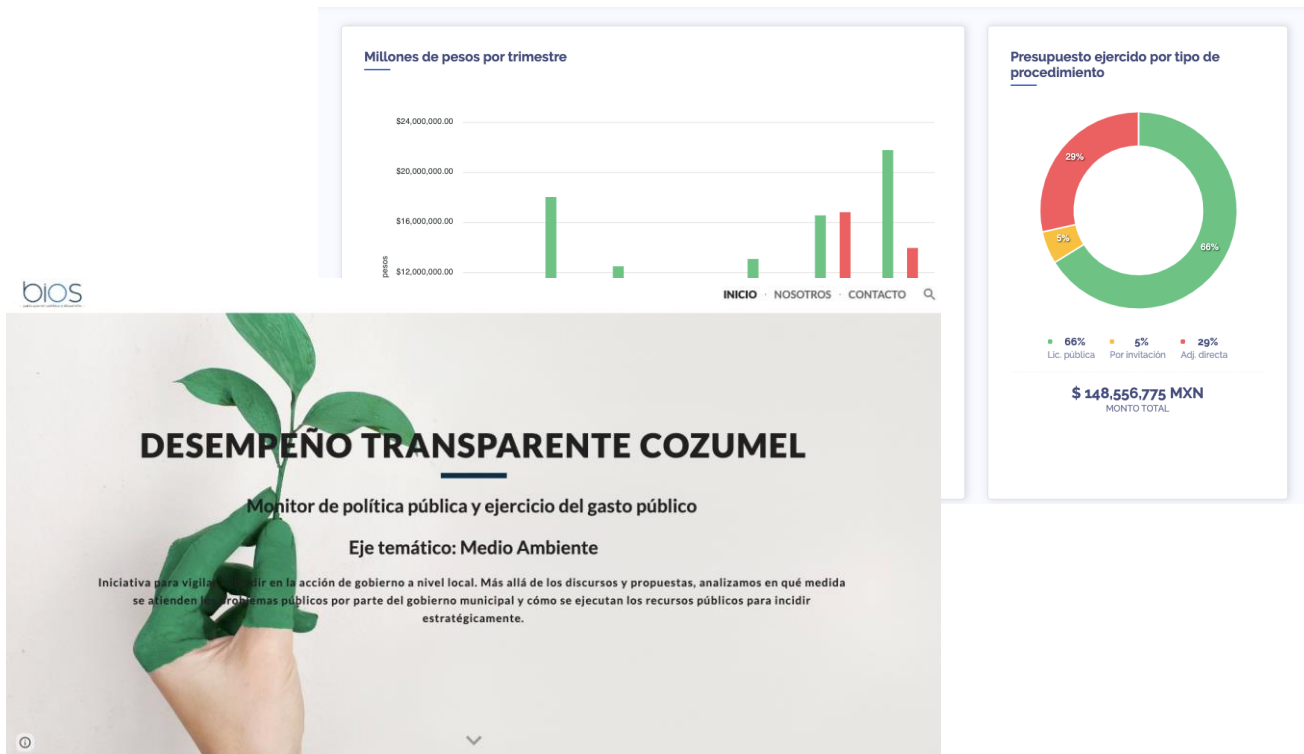 Millones de pesos por trimestre
$24,000,000.00
$20,000,000.00
$16,000,000.00
$12,000,000.00
pesos
Presupuesto ejercido por tipo de
procedimiento
29%
5%
66%
66% 5% 29%
Lic. pública Por invitación Adj. directa
$ 148,556,775 MXN
MONTO TOTAL
bios
INICIO · NOSOTROS · CONTACTO
DESEMPEÑO TRANSPARENTE COZUMEL
Monitor de política pública y ejercicio del gasto público
Eje temático: Medio Ambiente
Iniciativa para vigilar en la acción de gobierno a nivel local. Más allá de los discursos y propuestas, analizamos en qué medida
se atienden los problemas públicos por parte del gobierno municipal y cómo se ejecutan los recursos públicos para incidir
estratégicamente.